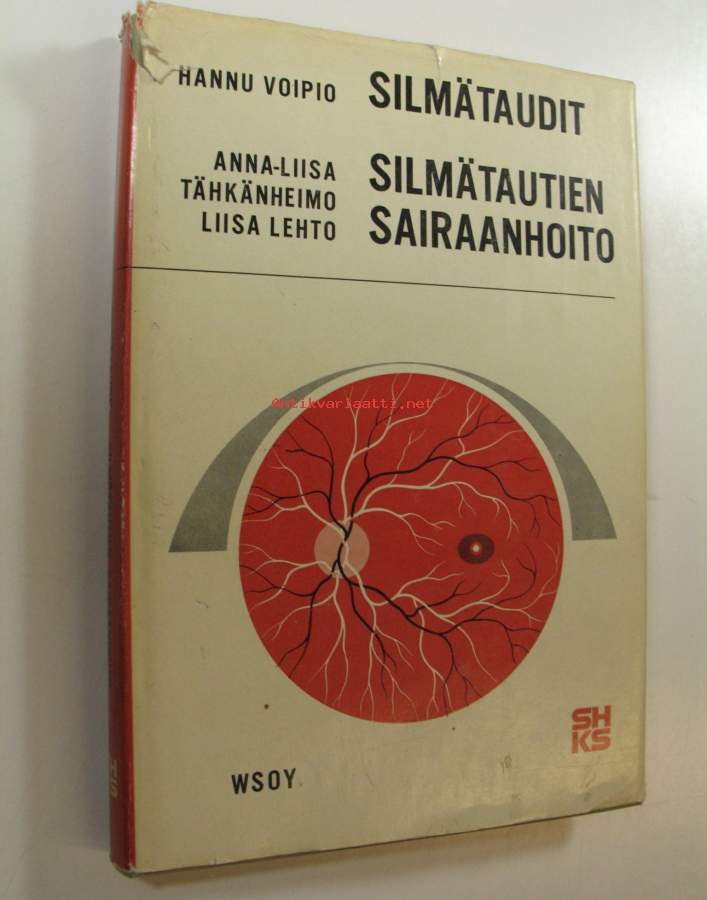 HANNU VOIPIO SILMÄTAUDIT
ANNA-LIISA
TÄHKÄNHEIMO
LIISA LEHTO
SILMÄTAUTIEN
SAIRAANHOITO
antikvariaatti.net
SH
KS
WSOY